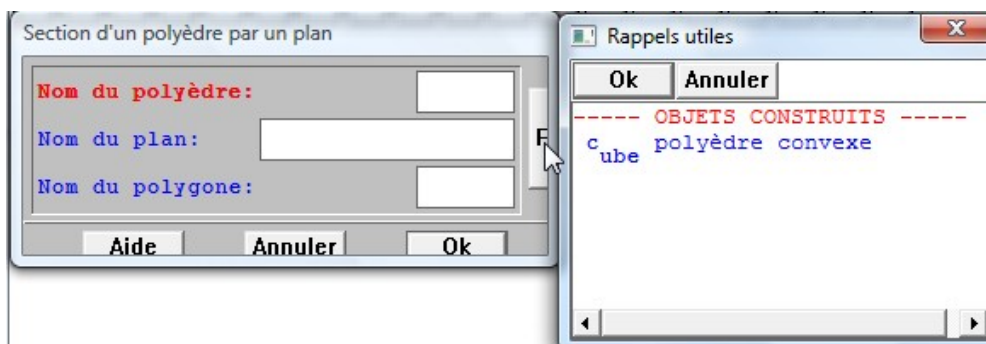 Section d'un polyèdre par un plan
Nom du polyèdre:
Nom du plan:
Nom du polygone:
Aide Annuler Ok
Rappels utiles
Ok Annuler
----- OBJETS CONSTRUITS -----
cube polyèdre convexe